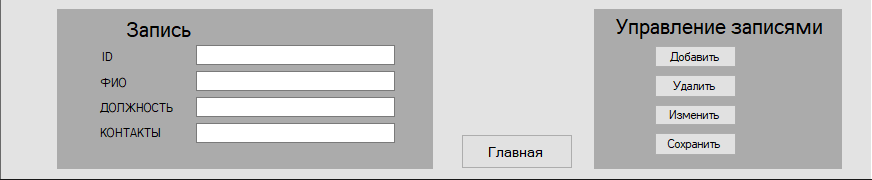 Запись
ID
ФИО
ДОЛЖНОСТЬ
КОНТАКТЫ
Главная
Управление записями
Добавить
Удалить
Изменить
Сохранить